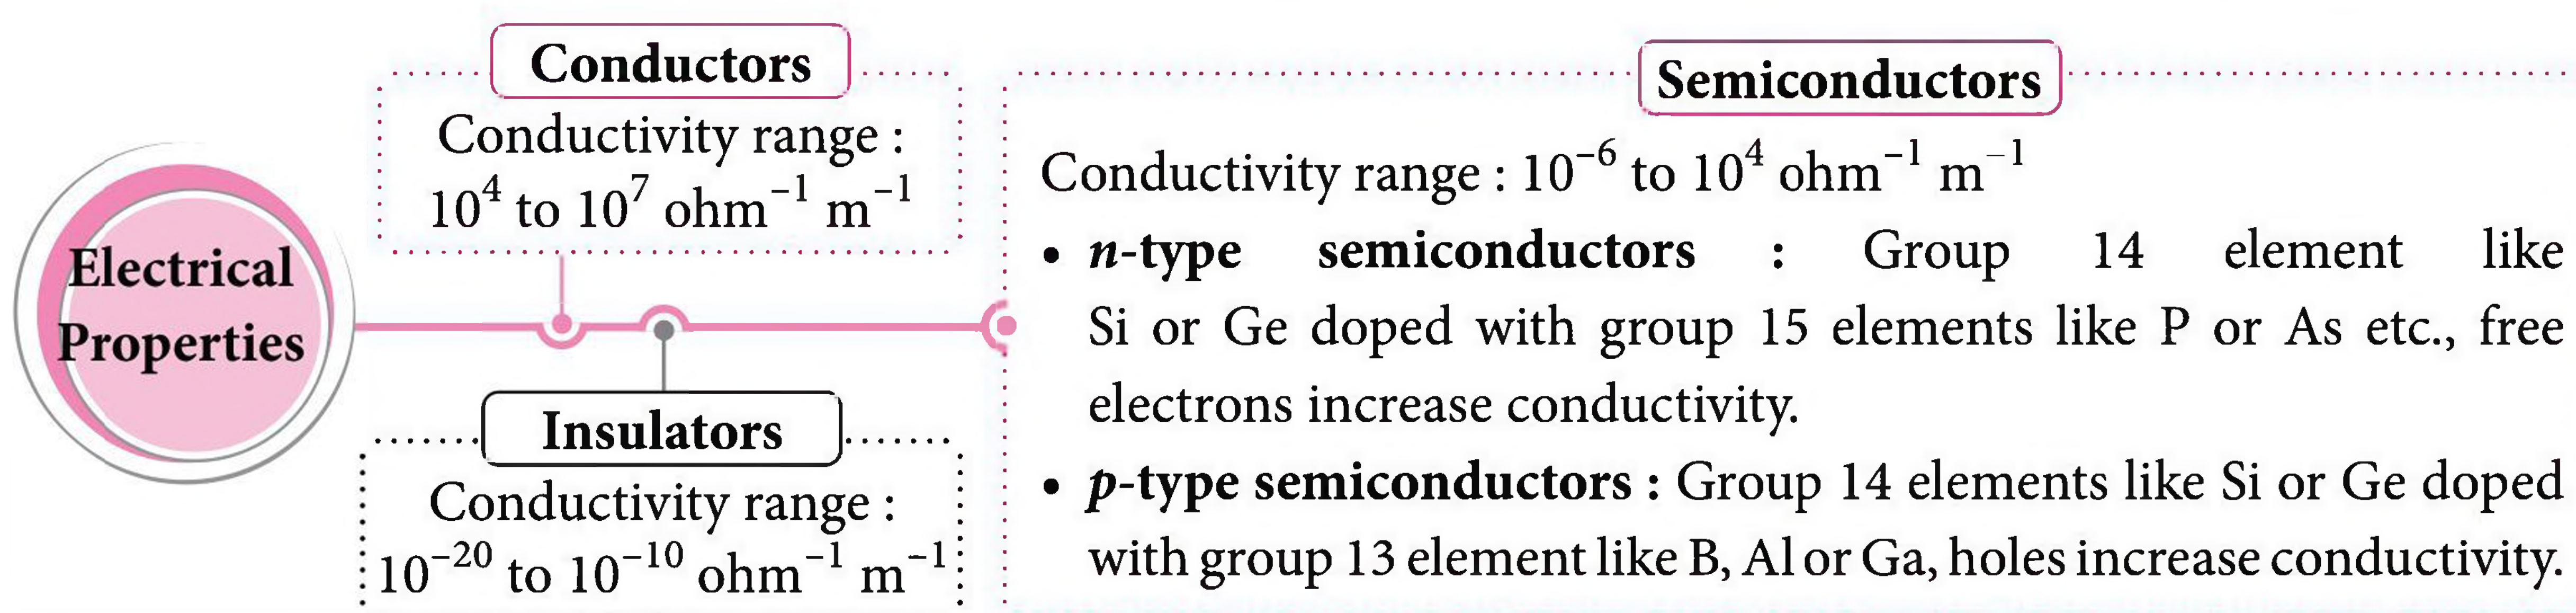 Electrical
Properties
Conductors
Conductivity range :
10⁴ to 10⁷ ohm⁻¹ m⁻¹
Insulators
Conductivity range :
10⁻²⁰ to 10⁻¹⁰ ohm⁻¹ m⁻¹
Semiconductors
Conductivity range : 10⁻⁶ to 10⁴ ohm⁻¹ m⁻¹
• n-type semiconductors : Group 14 element like
Si or Ge doped with group 15 elements like P or As etc., free
electrons increase conductivity.
• p-type semiconductors : Group 14 elements like Si or Ge doped
with group 13 element like B, Al or Ga, holes increase conductivity.